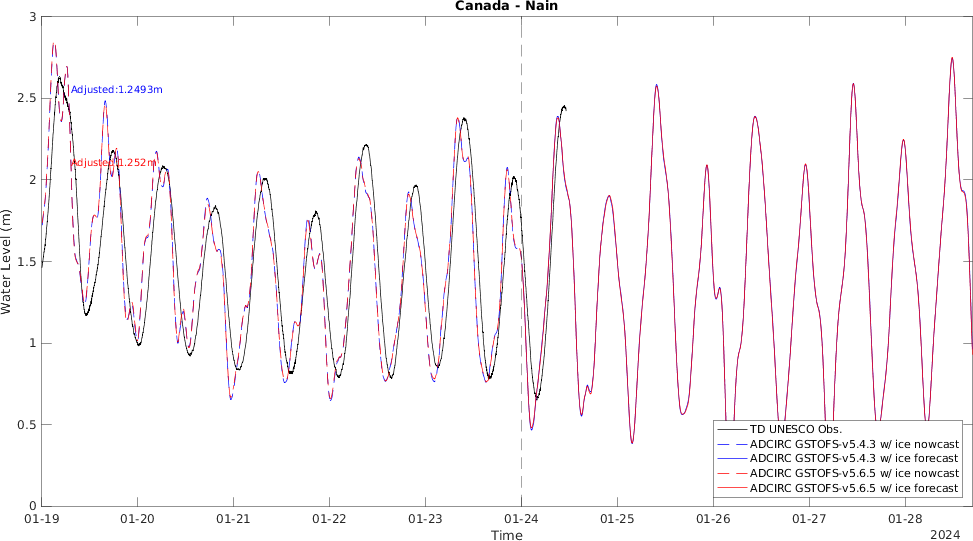 Canada - Nain
3
2.5
2
1.5
1
0.5
0
Water Level (m)
Adjusted:1.2493m
Adjusted:1.252m
TD UNESCO Obs.
ADCIRC GSTOFS-v5.4.3 w/ ice nowcast
ADCIRC GSTOFS-v5.4.3 w/ ice forecast
ADCIRC GSTOFS-v5.6.5 w/ ice nowcast
ADCIRC GSTOFS-v5.6.5 w/ ice forecast
01-19 01-20 01-21 01-22 01-23 01-24 01-25 01-26 01-27 01-28
Time
2024